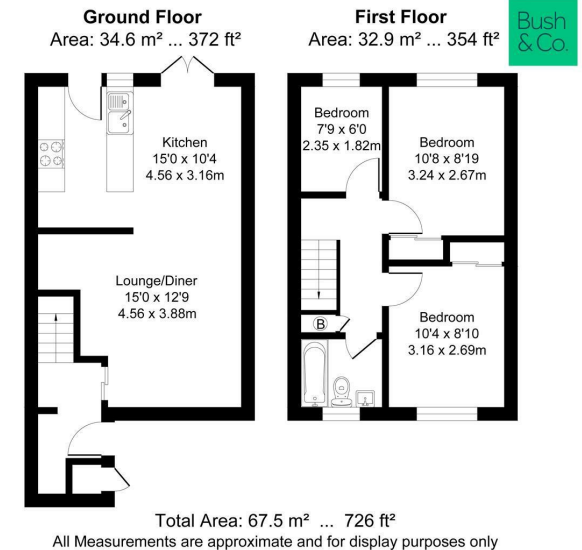 Ground Floor
Area: 34.6 m² ... 372 ft²
First Floor
Area: 32.9 m² ... 354 ft²
Bush
& Co.
Kitchen
15'0 x 10'4
4.56 x 3.16m
Lounge/Diner
15'0 x 12'9
4.56 x 3.88m
Bedroom
7'9 x 6'0
2.35 x 1.82m
Bedroom
10'8 x 8'19
3.24 x 2.67m
B
Bedroom
10'4 x 8'10
3.16 x 2.69m
Total Area: 67.5 m² ... 726 ft²
All Measurements are approximate and for display purposes only